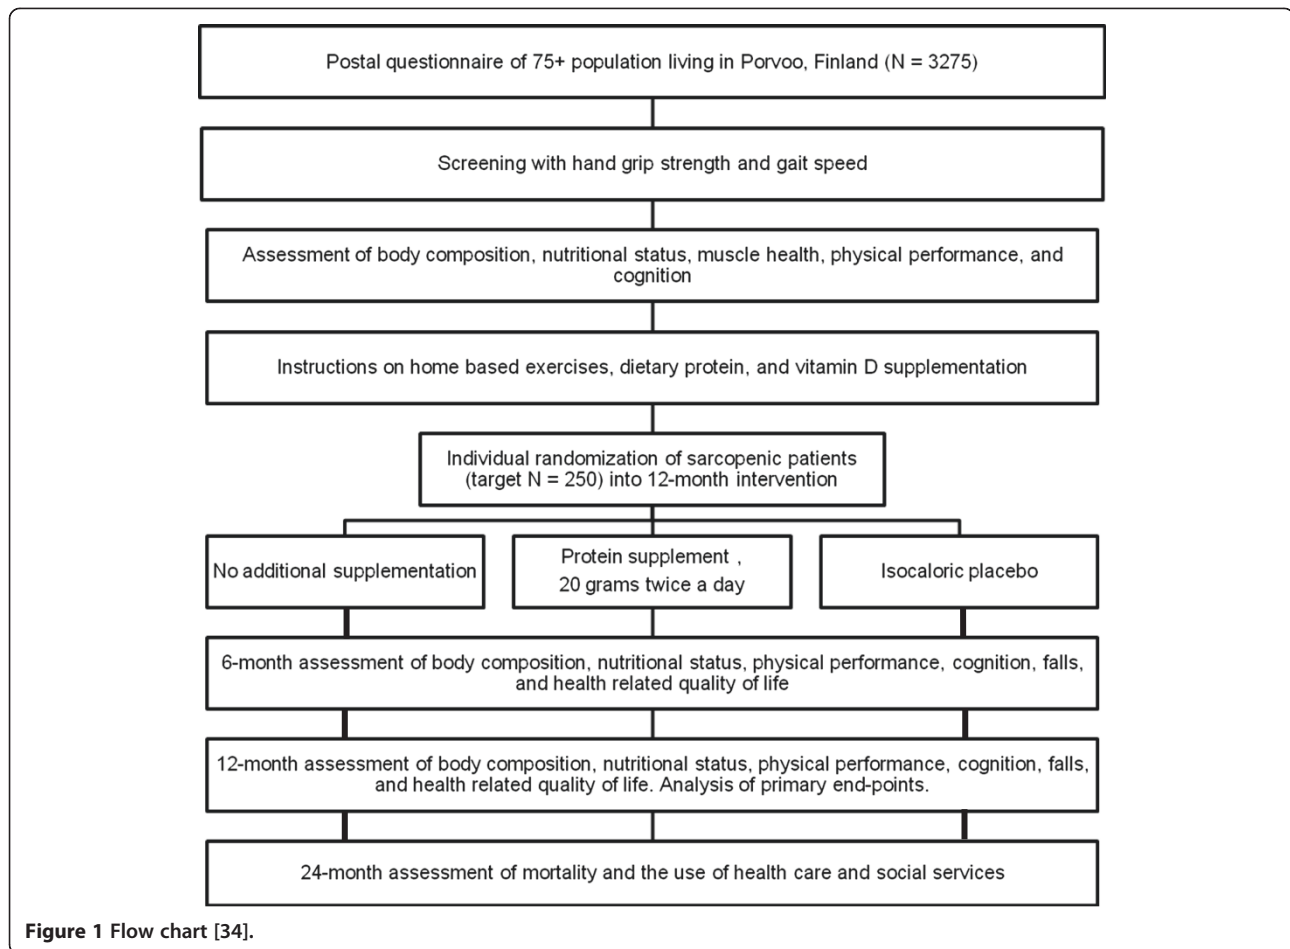 Postal questionnaire of 75+ population living in Porvoo, Finland (N = 3275)
Screening with hand grip strength and gait speed
Assessment of body composition, nutritional status, muscle health, physical performance, and
cognition
Instructions on home based exercises, dietary protein, and vitamin D supplementation
Individual randomization of sarcopenic patients
(target N = 250) into 12-month intervention
No additional supplementation
Protein supplement ,
20 grams twice a day
Isocaloric placebo
6-month assessment of body composition, nutritional status, physical performance, cognition, falls,
and health related quality of life
12-month assessment of body composition, nutritional status, physical performance, cognition, falls,
and health related quality of life. Analysis of primary end-points.
24-month assessment of mortality and the use of health care and social services
Figure 1 Flow chart [34].